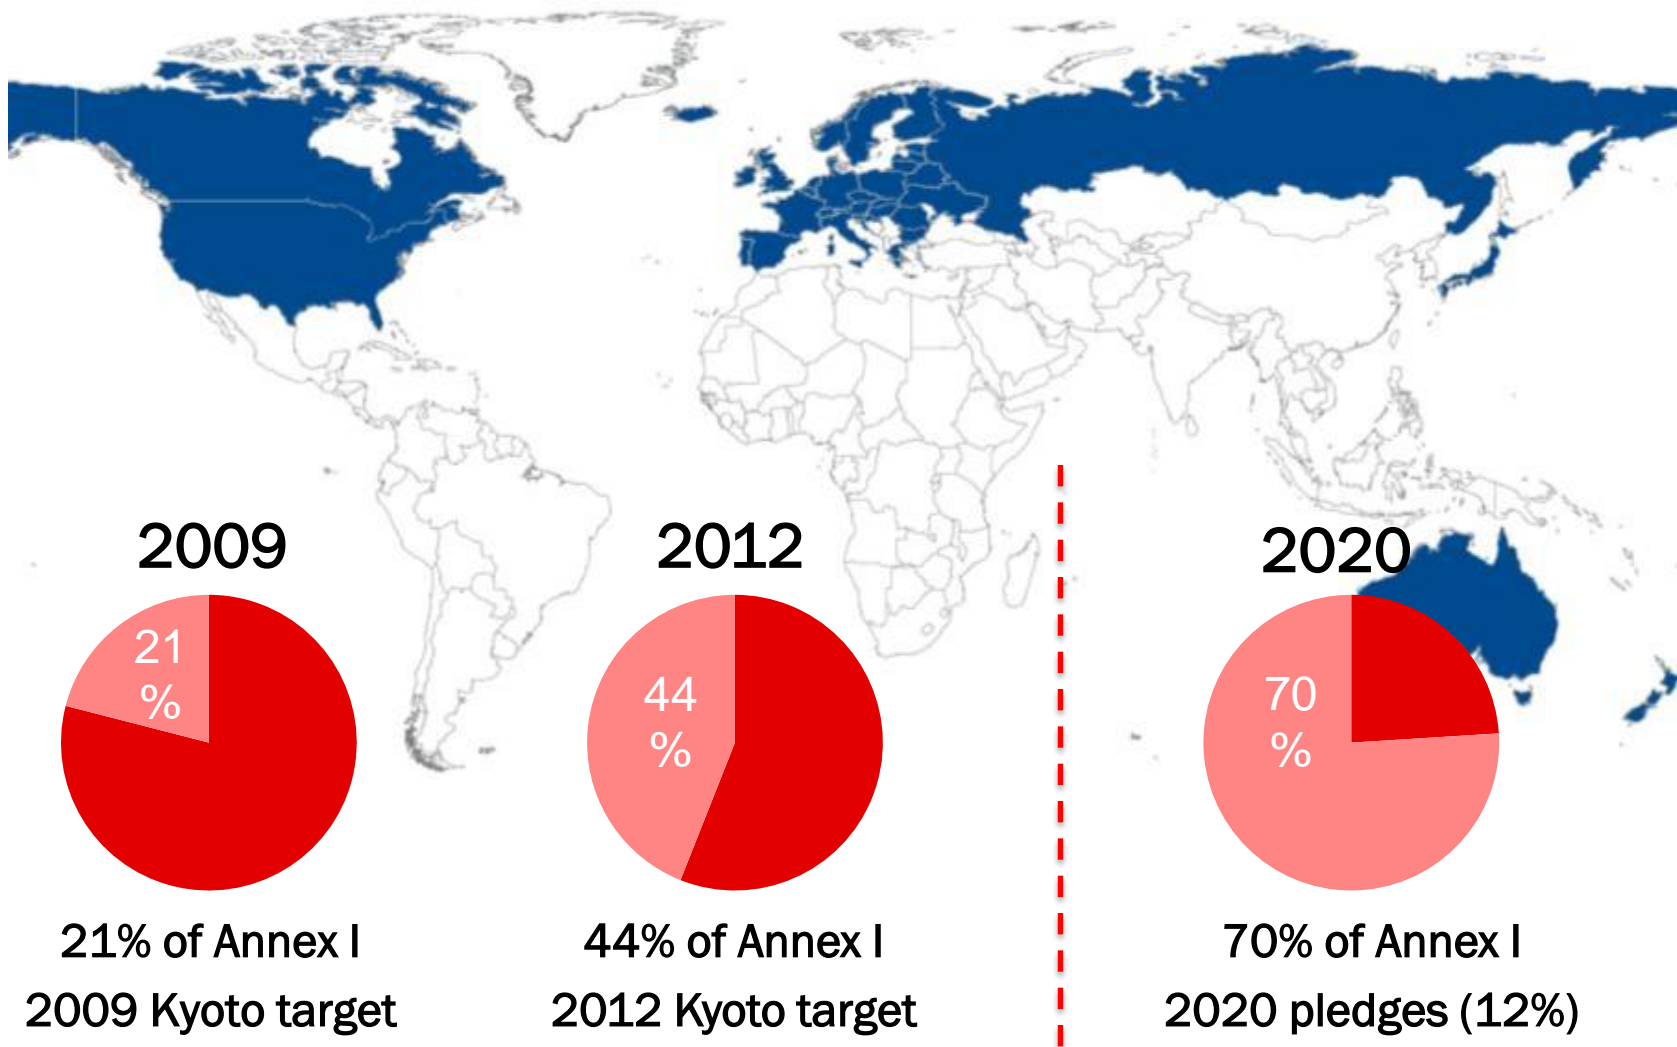 2009
2012
2020
21
%
44
%
70
%
21% of Annex I
2009 Kyoto target
44% of Annex I
2012 Kyoto target
70% of Annex I
2020 pledges (12%)